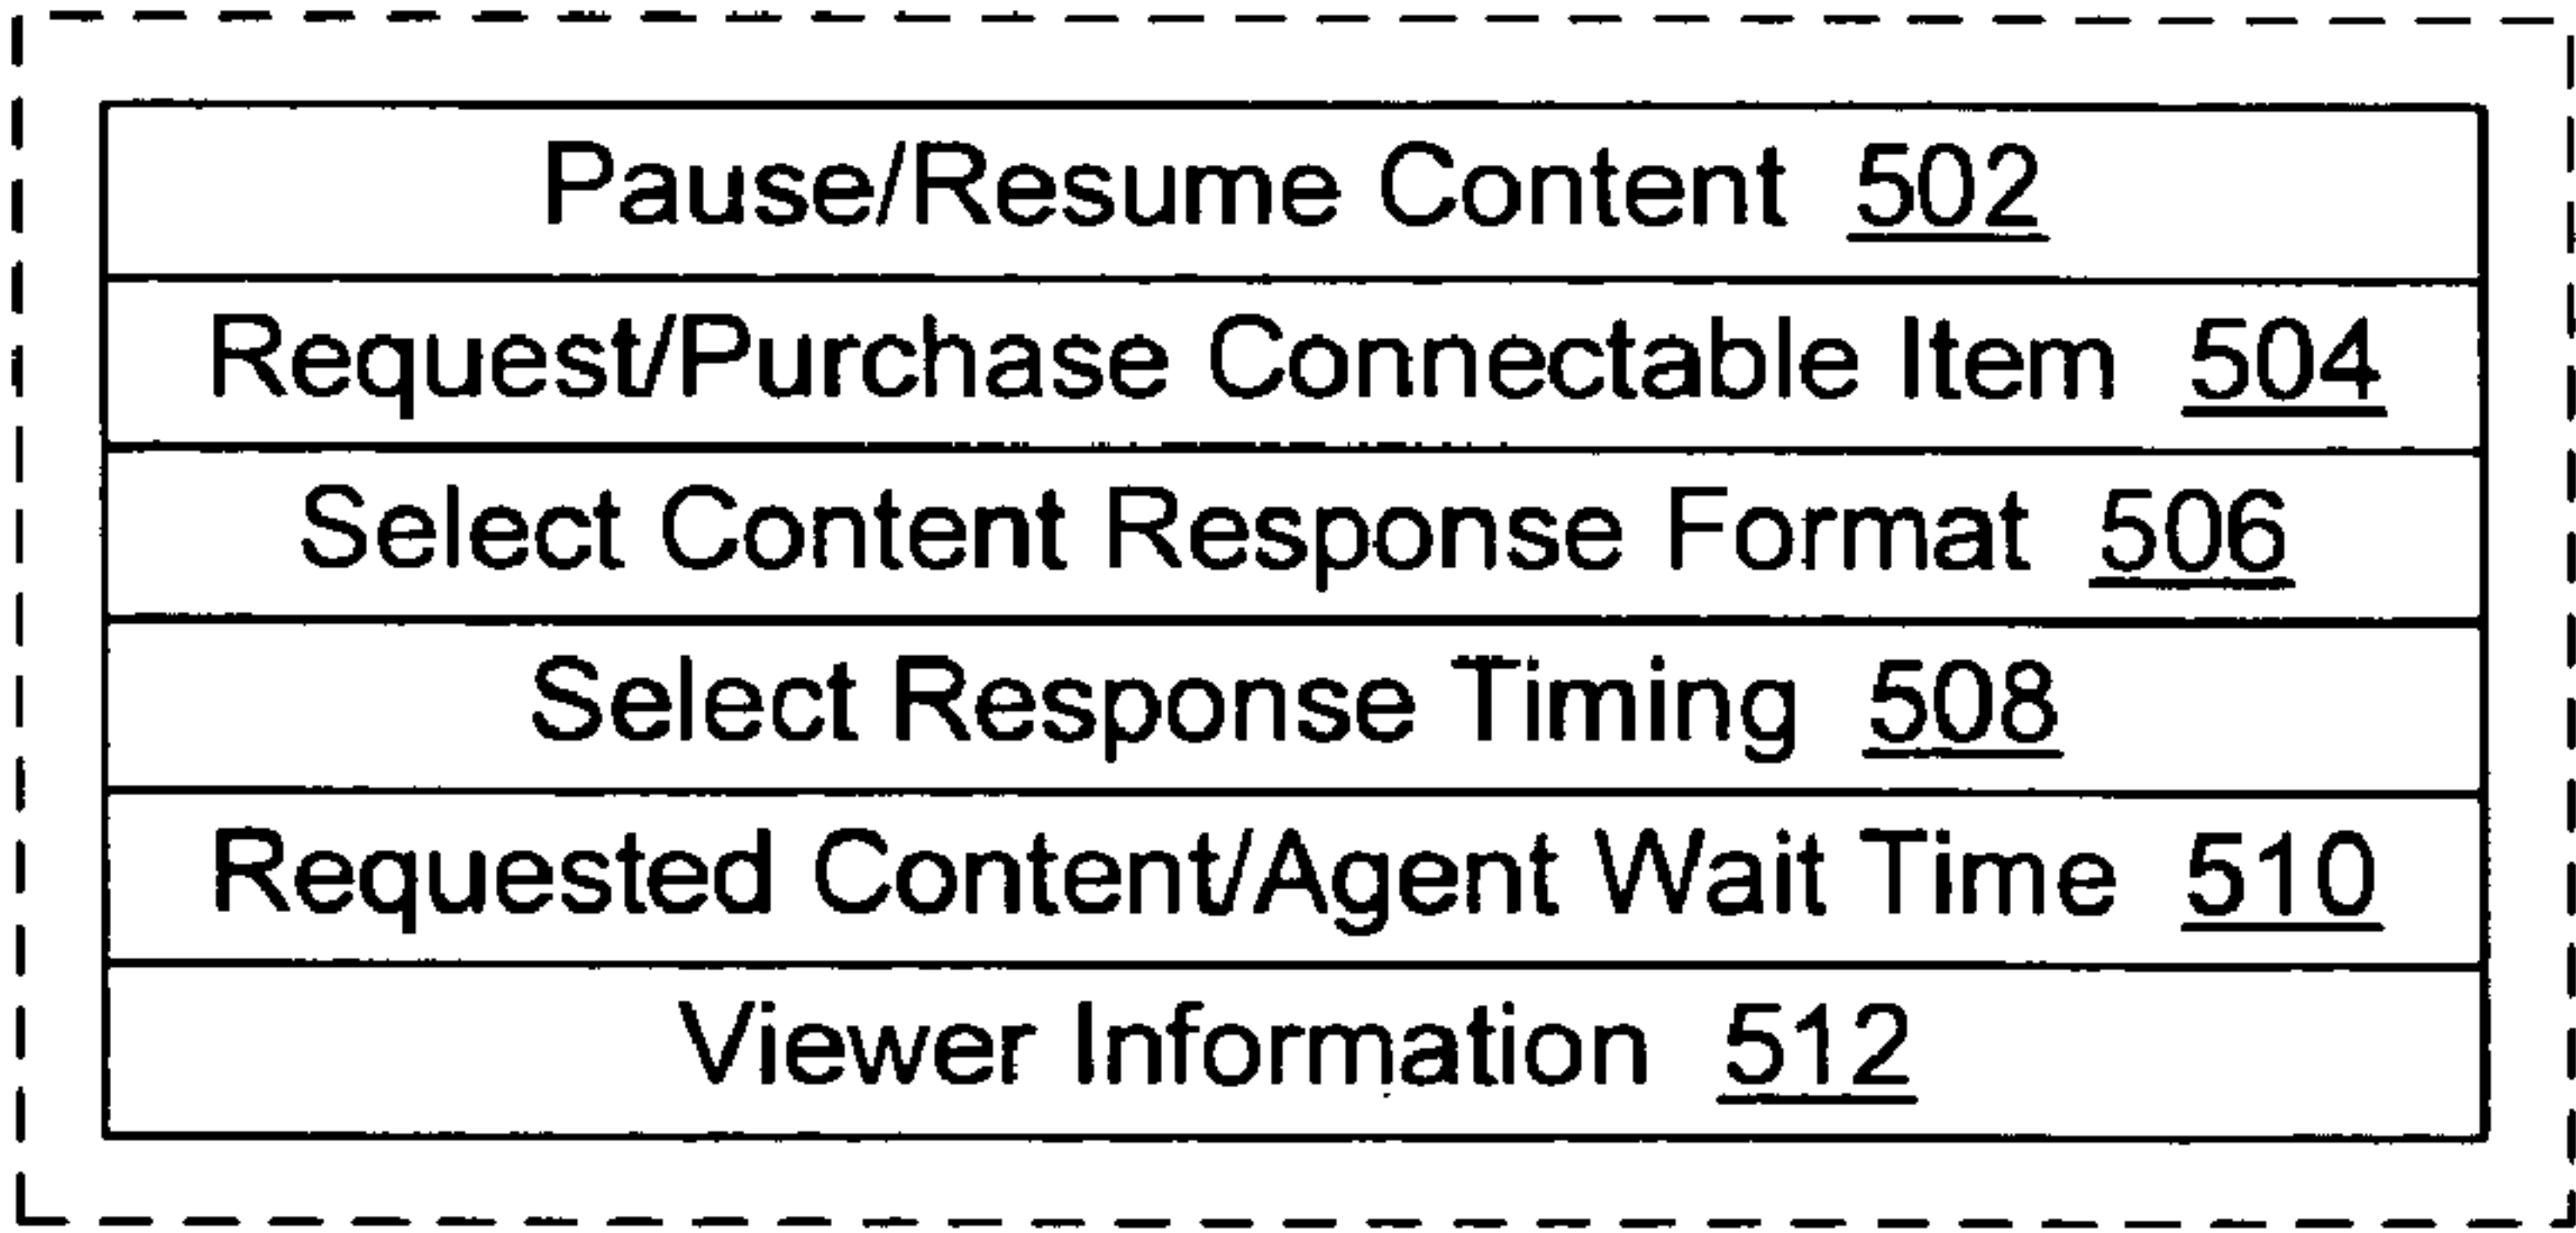 Pause/Resume Content 502
Request/Purchase Connectable Item 504
Select Content Response Format 506
Select Response Timing 508
Requested Content/Agent Wait Time 510
Viewer Information 512